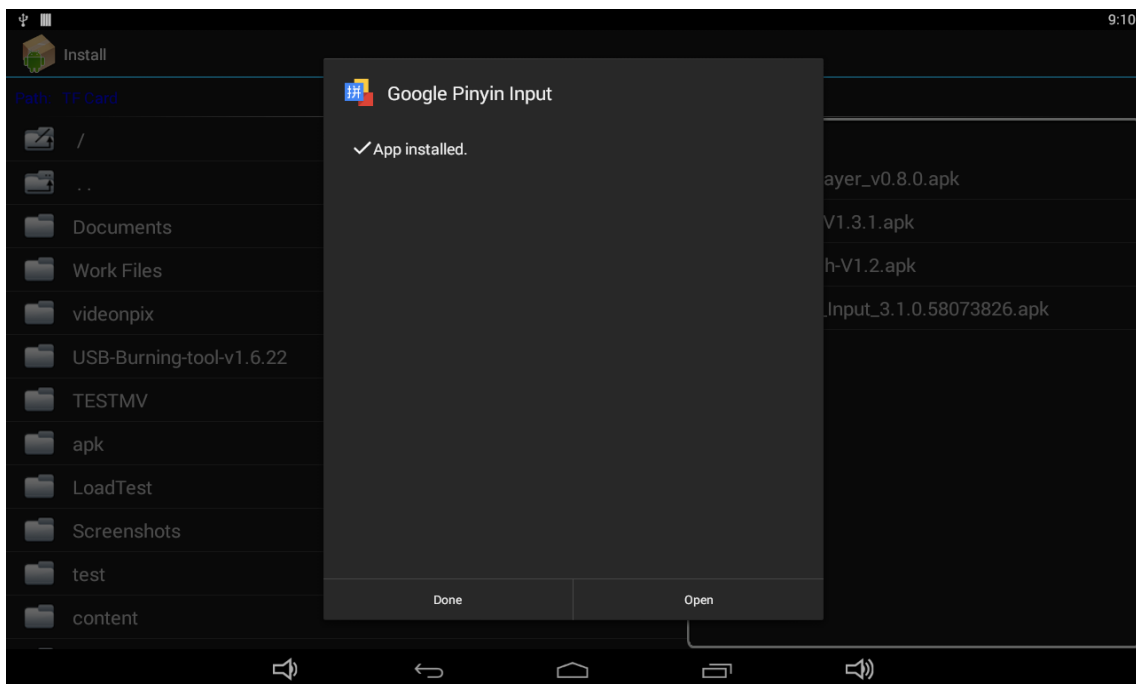 9:10
Install
Path: TF Card
拼
Google Pinyin Input
App installed.
/
..
Documents
Work Files
videonpix
USB-Burning-tool-v1.6.22
TESTMV
apk
LoadTest
Screenshots
test
content
ayer_v0.8.0.apk
V1.3.1.apk
h-V1.2.apk
_Input_3.1.0.58073826.apk
Done
Open